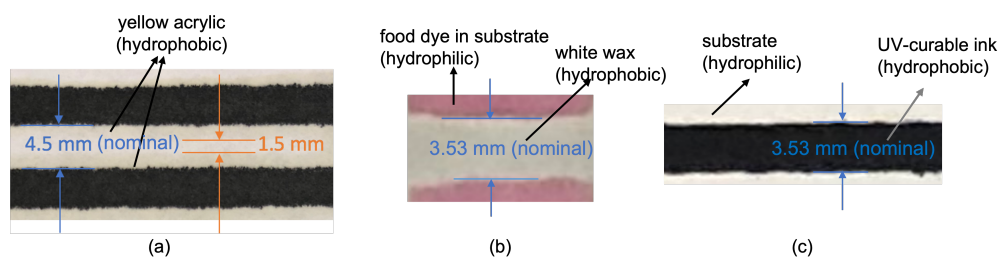 yellow acrylic
(hydrophobic)
4.5 mm (nominal)
1.5 mm
(a)
food dye in substrate
(hydrophilic)
white wax
(hydrophobic)
3.53 mm (nominal)
(b)
substrate
(hydrophilic)
UV-curable ink
(hydrophobic)
3.53 mm (nominal)
(c)